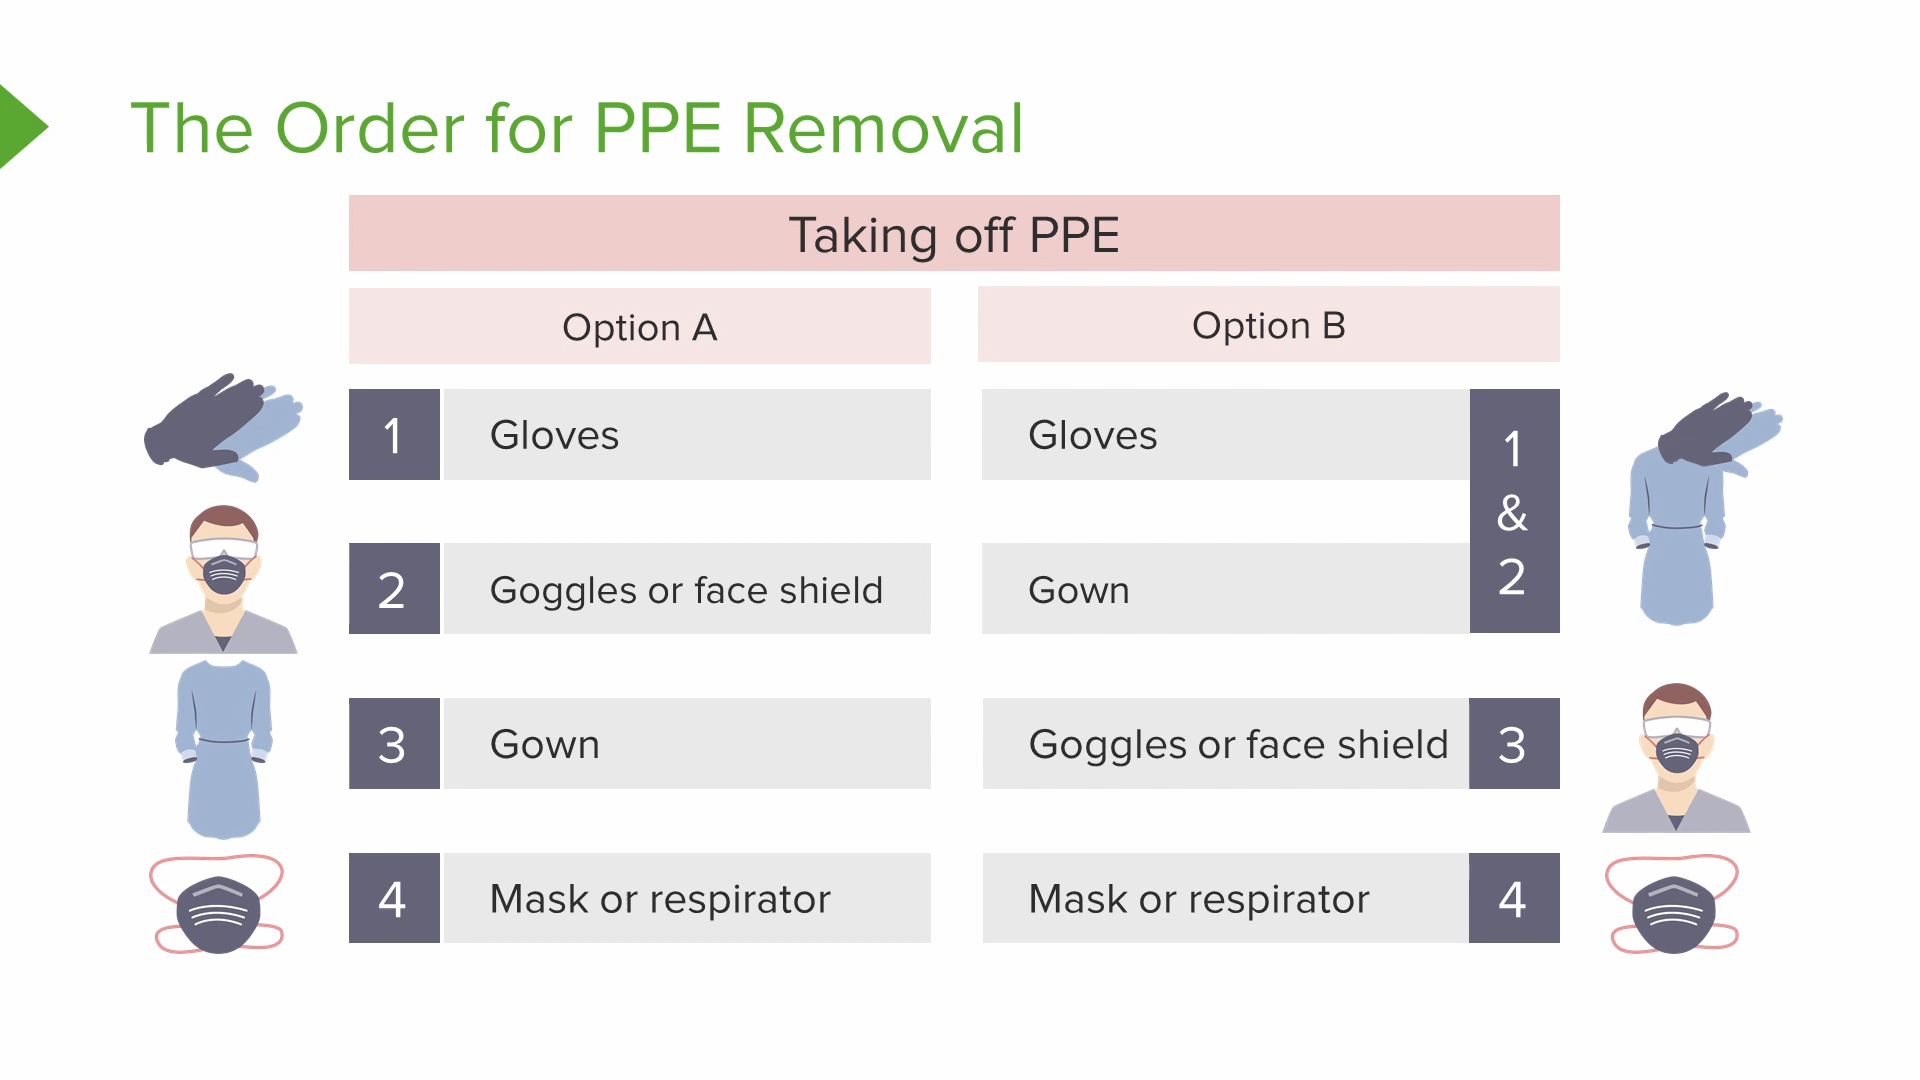 The Order for PPE Removal
Taking off PPE
Option A
1 Gloves
2 Goggles or face shield
3 Gown
4 Mask or respirator
Option B
Gloves
Gown
1
&
2
Goggles or face shield 3
Mask or respirator 4